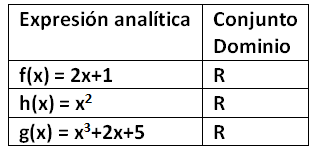 Expresión analítica Conjunto
Dominio
f(x) = 2x+1 R
h(x) = x² R
g(x) = x³+2x+5 R